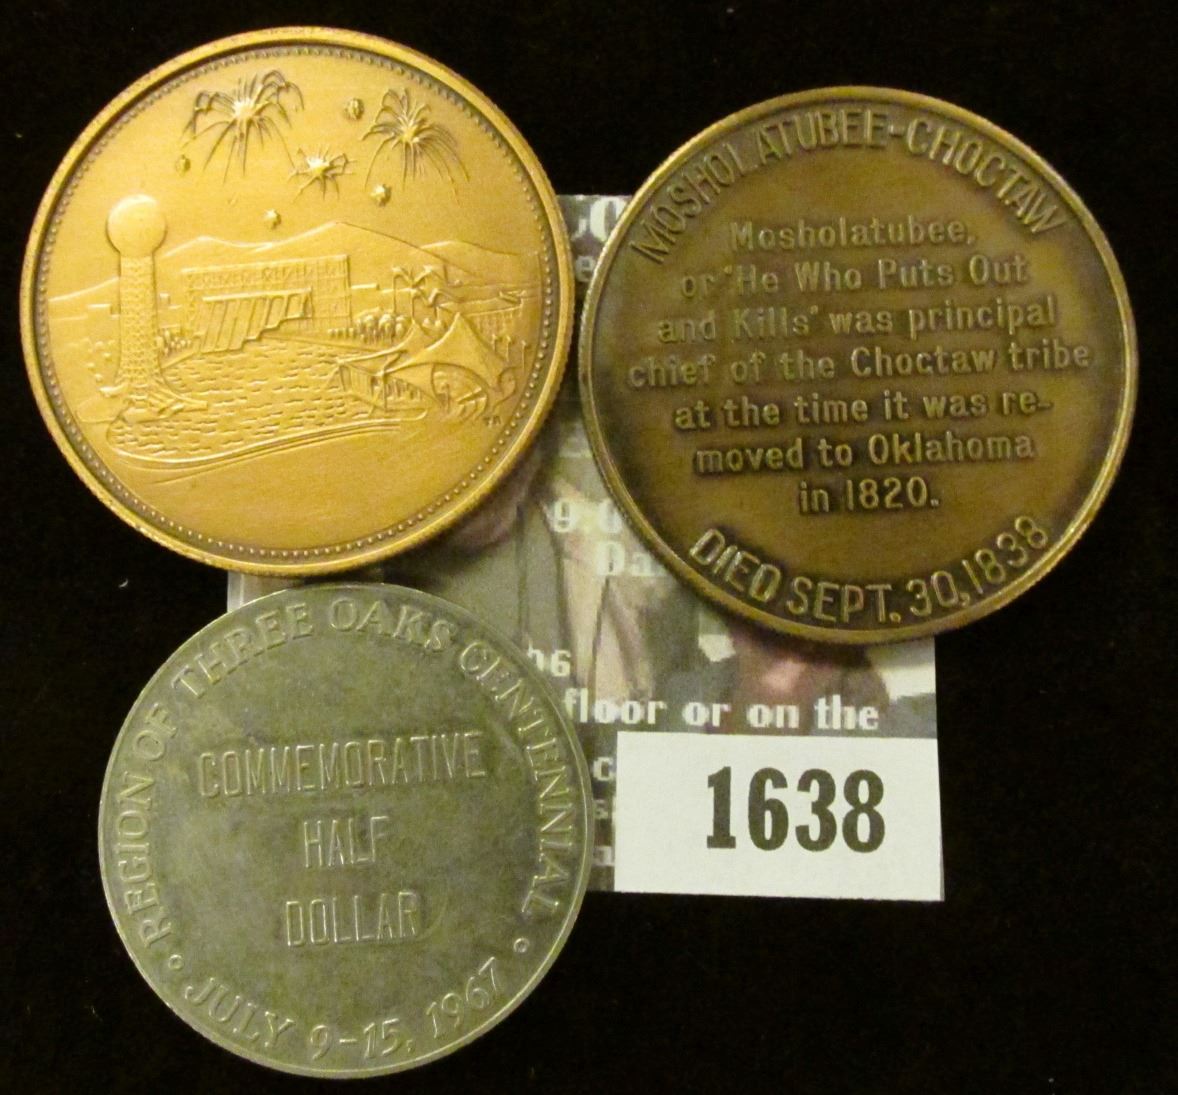 MOSHOLATUBEE-CHOCTAW
Mosholatubee,
or "He Who Puts Out
and Kills" was principal
chief of the Choctaw tribe
at the time it was re-
moved to Oklahoma
in 1820.
DIED SEPT. 30, 1838
REGION OF THREE OAKS CENTENNIAL
COMMEMORATIVE
HALF
DOLLAR
JULY 9-15, 1967
floor or on the
1638